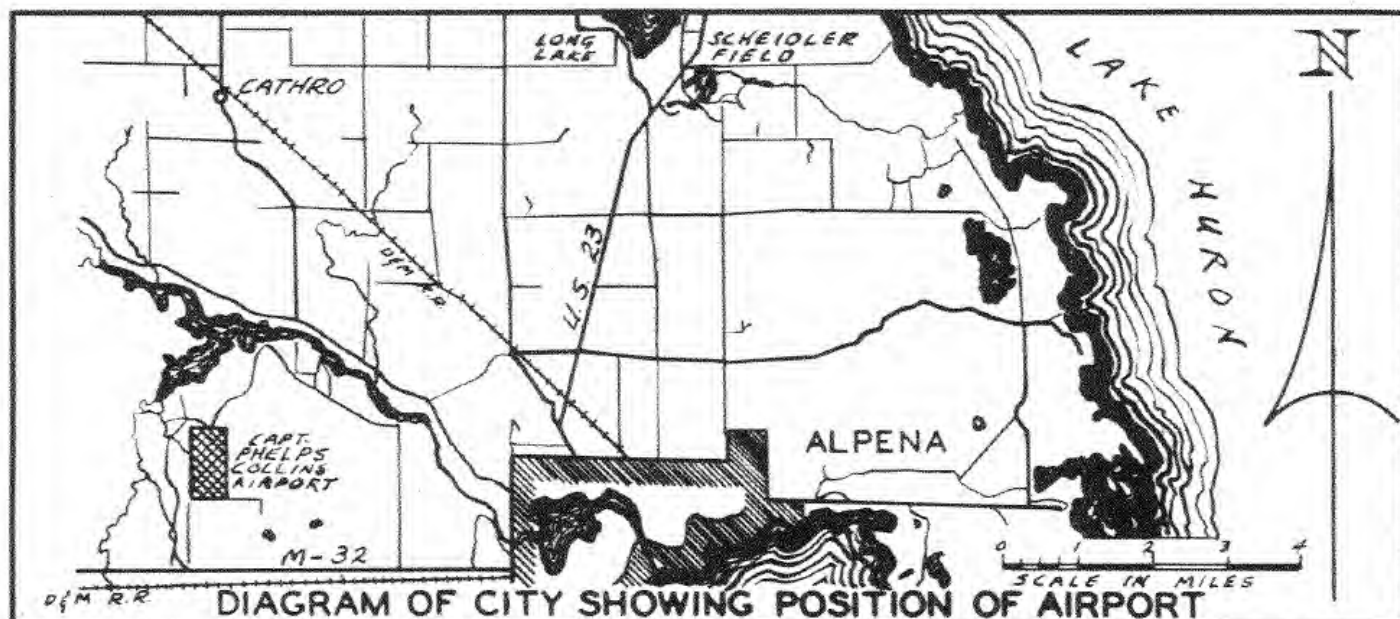 LONG
LAKE
SCHEIDLER
FIELD
LAKE HURON
N
CATHRO
D&M R.R.
U.S. 23
CAPT.
PHELPS
COLLINS
AIRPORT
ALPENA
M-32
0 1 2 3 4
SCALE IN MILES
D&M R.R
DIAGRAM OF CITY SHOWING POSITION OF AIRPORT